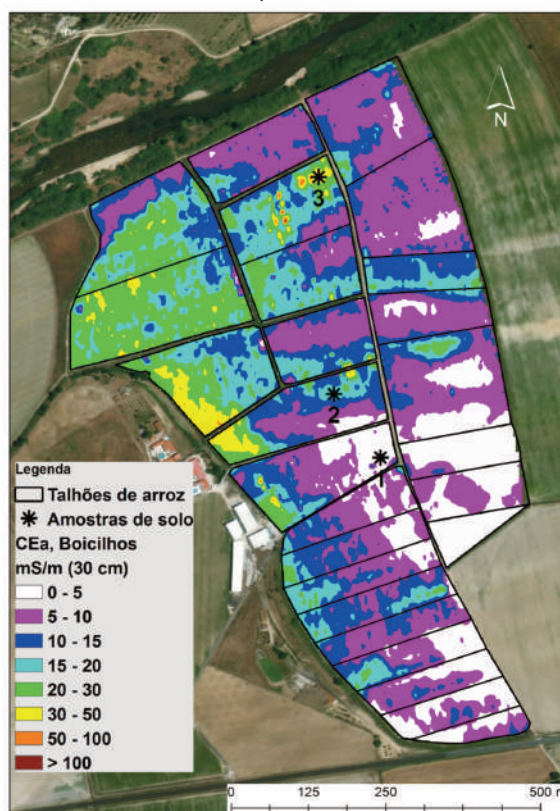 N
3
2
1
Legenda
Talhões de arroz
Amostras de solo
CEa, Boicilhos
mS/m (30 cm)
0 - 5
5 - 10
10 - 15
15 - 20
20 - 30
30 - 50
50 - 100
> 100
0 125 250 500